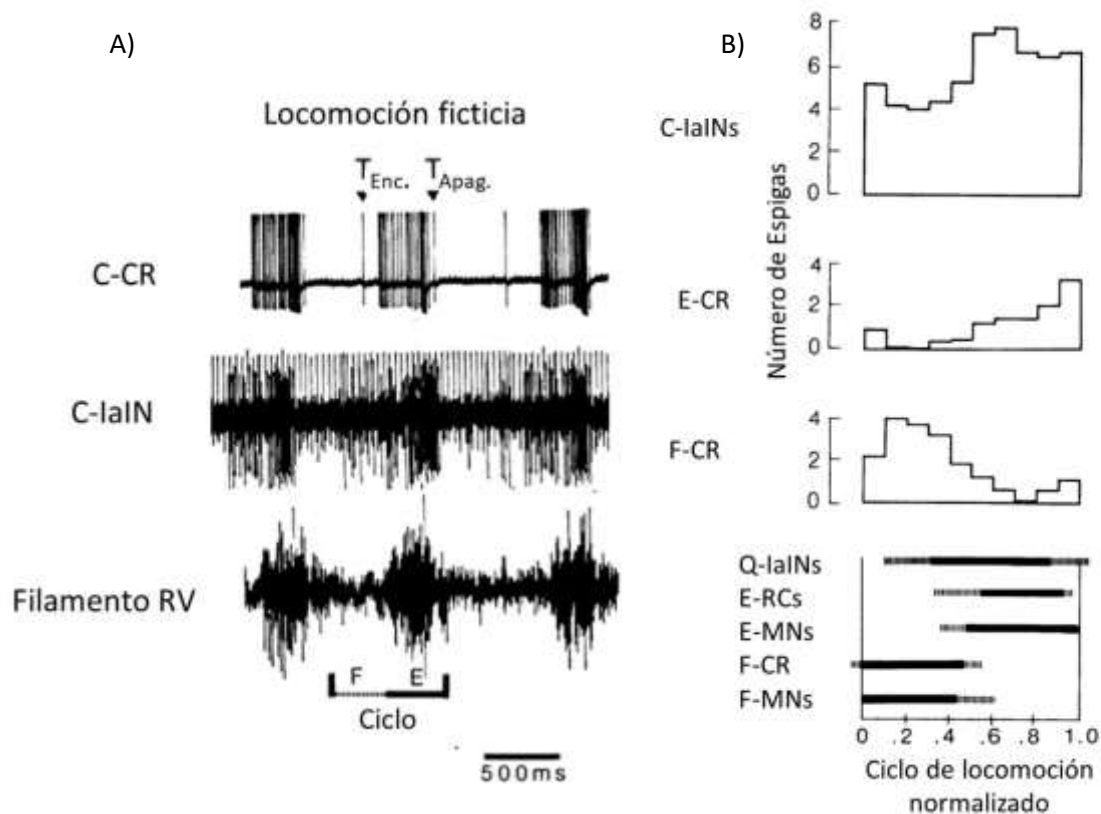 A)
Locomoción ficticia
T Enc. T Apag.
C-CR
C-IaIN
Filamento RV
F E
Ciclo
500ms
B)
Número de Espigas
C-IaINs
8
6
4
2
0
E-CR
4
2
0
F-CR
4
2
0
Q-IaINs
E-RCs
E-MNs
F-CR
F-MNs
0 .2 .4 .6 .8 1.0
Ciclo de locomoción
normalizado